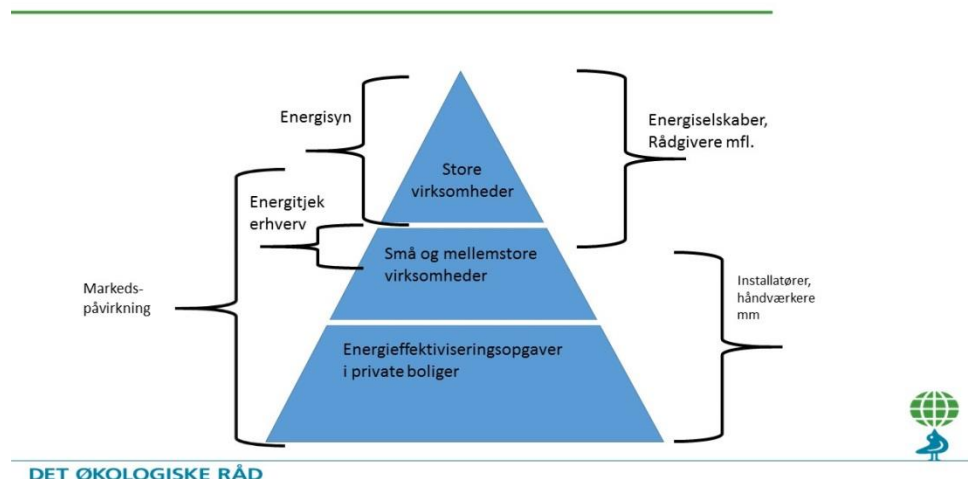 Energisyn
Energiselskaber,
Rådgivere mfl.
Store
virksomheder
Energitjek
erhverv
Små og mellemstore
virksomheder
Markeds-
påvirkning
Installatører,
håndværkere
mm
Energieffektiviseringsopgaver
i private boliger
DET ØKOLOGISKE RÅD